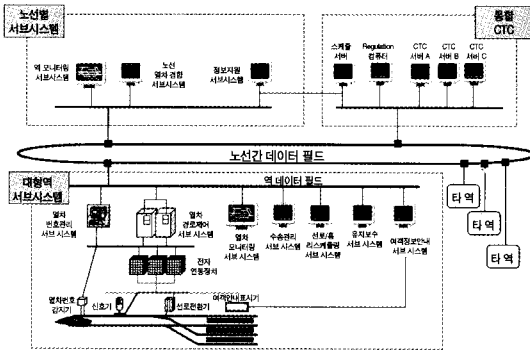 노선별
서브시스템
통합
CTC
역 모니터링
서브시스템
노선
열차 결합
서브시스템
정보지원
서브시스템
스케줄
서버
Regulation
컴퓨터
CTC
서버 A
CTC
서버 B
CTC
서버 C
노선간 데이터 필드
대형역
서브시스템
역 데이터 필드
열차
번호관리
서브 시스템
열차
경로제어
서브 시스템
열차
모니터링
서브 시스템
수송관리
서브시스템
선로/홈
리스케쥴링
서브 시스템
유지보수
서브 시스템
여객정보안내
서브 시스템
전자
연동장치
타 역
타 역
타 역
열차번호
감지기
신호기
선로전환기
여객안내표시기